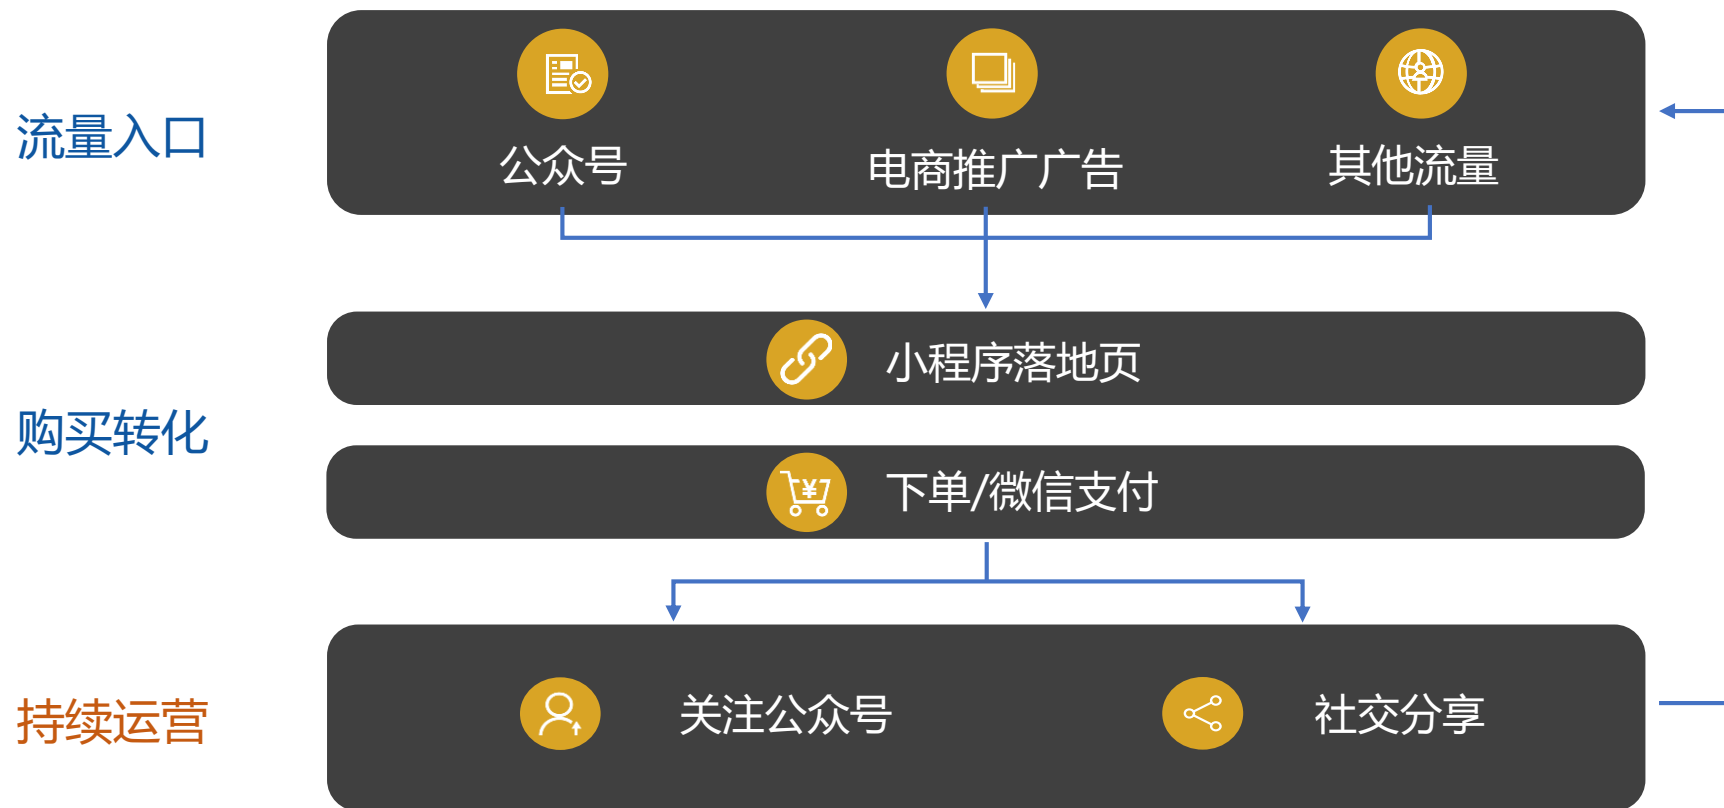 流量入口
公众号
电商推广广告
其他流量
购买转化
小程序落地页
¥
下单/微信支付
持续运营
关注公众号
社交分享